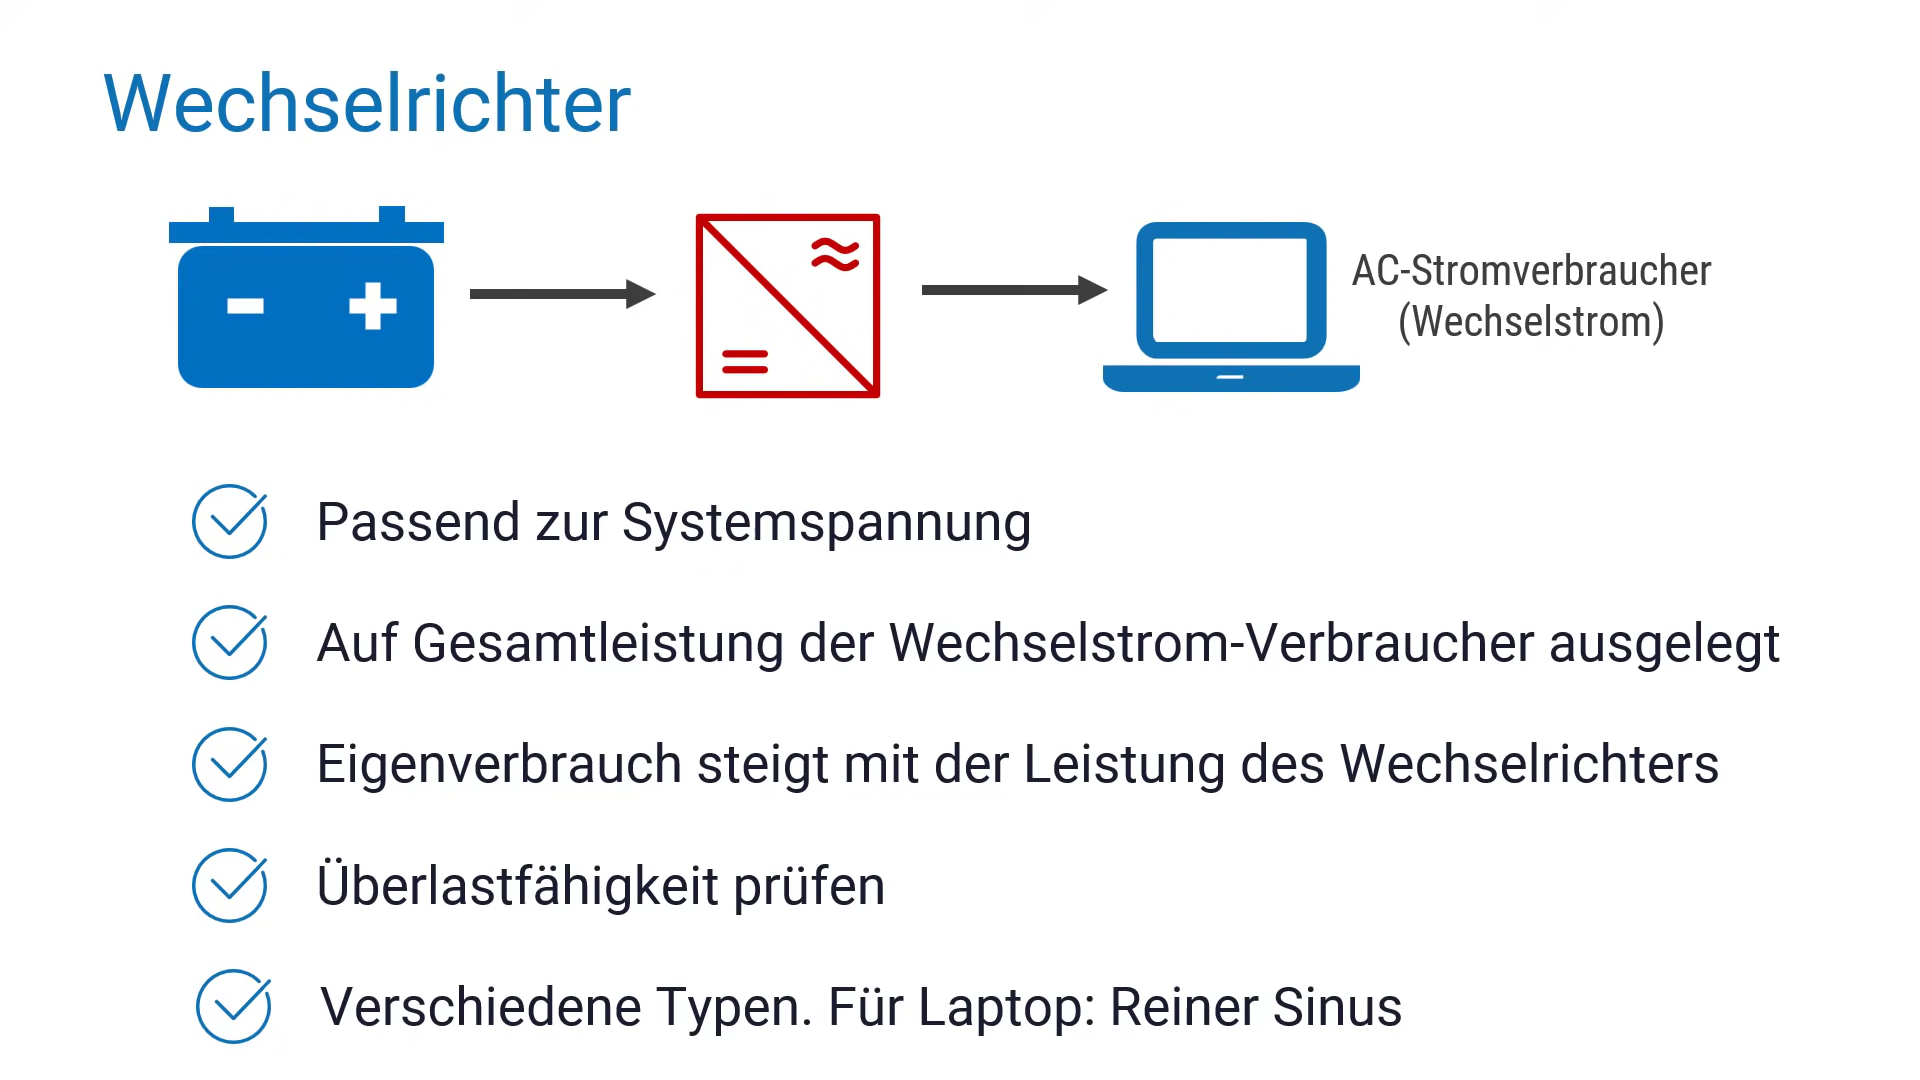 Wechselrichter
AC-Stromverbraucher
(Wechselstrom)
Passend zur Systemspannung
Auf Gesamtleistung der Wechselstrom-Verbraucher ausgelegt
Eigenverbrauch steigt mit der Leistung des Wechselrichters
Überlastfähigkeit prüfen
Verschiedene Typen. Für Laptop: Reiner Sinus